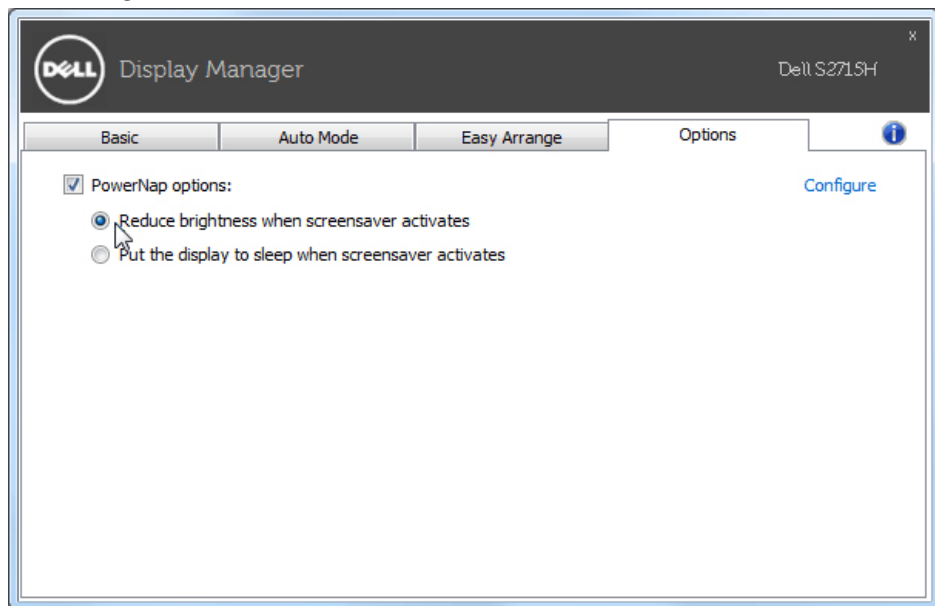 x
DELL Display Manager
Dell S2715H
Basic Auto Mode Easy Arrange Options
PowerNap options: Configure
Reduce brightness when screensaver activates
Put the display to sleep when screensaver activates